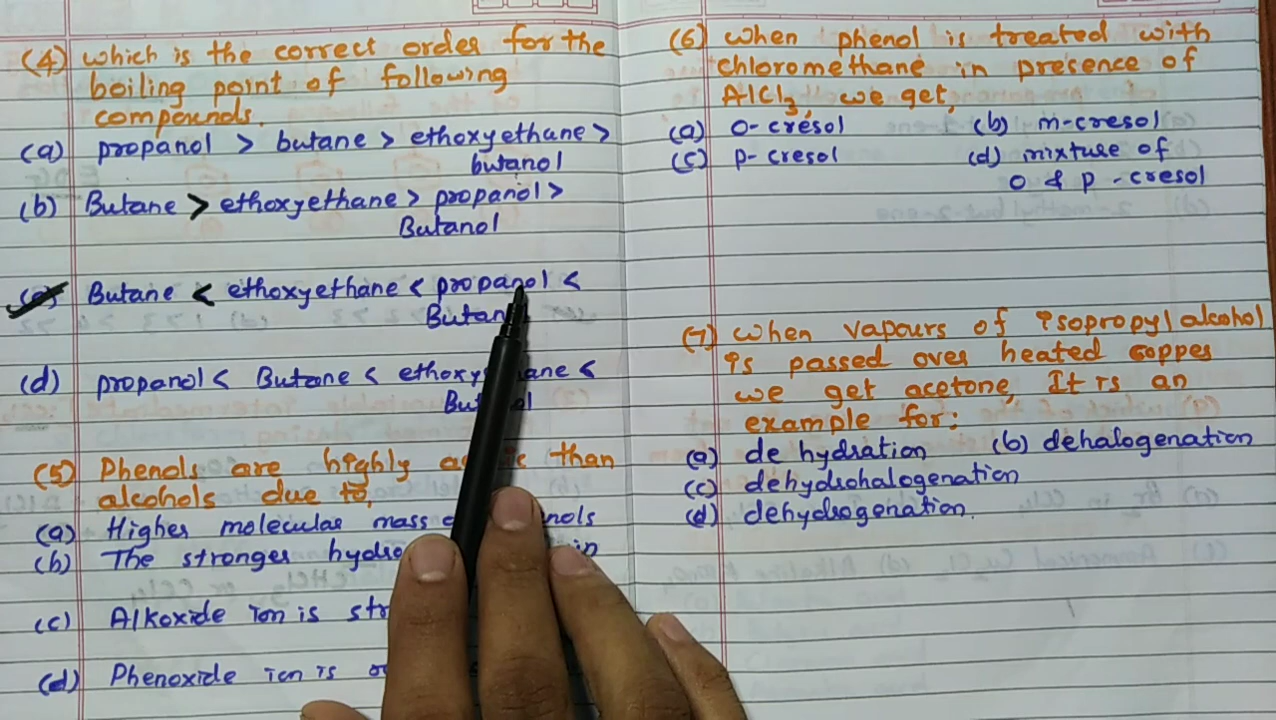 (4) which is the correct order for the
boiling point of following
compounds.
(a) propanol > butane > ethoxyethane >
butanol
(b) Butane > ethoxyethane > propanol >
Butanol
(c) Butane < ethoxyethane < propanol <
(d) propanol < Butane < <
(5) Phenols are highly than
alcohols due to,
(a) Higher molecular mass
(b) The stronger in
(c) Alkoxide ion is
(d) Phenoxide ion is
(6) when phenol is treated with
chloromethane in presence of
AlCl3, we get,
(a) o-cresol (b) m-cresol
(c) p-cresol (d) mixture of
o & p-cresol
(7) when vapours of isopropyl alcohol
is passed over heated copper
we get acetone, It is an
example for:
(a) dehydration (b) dehalogenation
(c) dehydrohalogenation
(d) dehydrogenation.